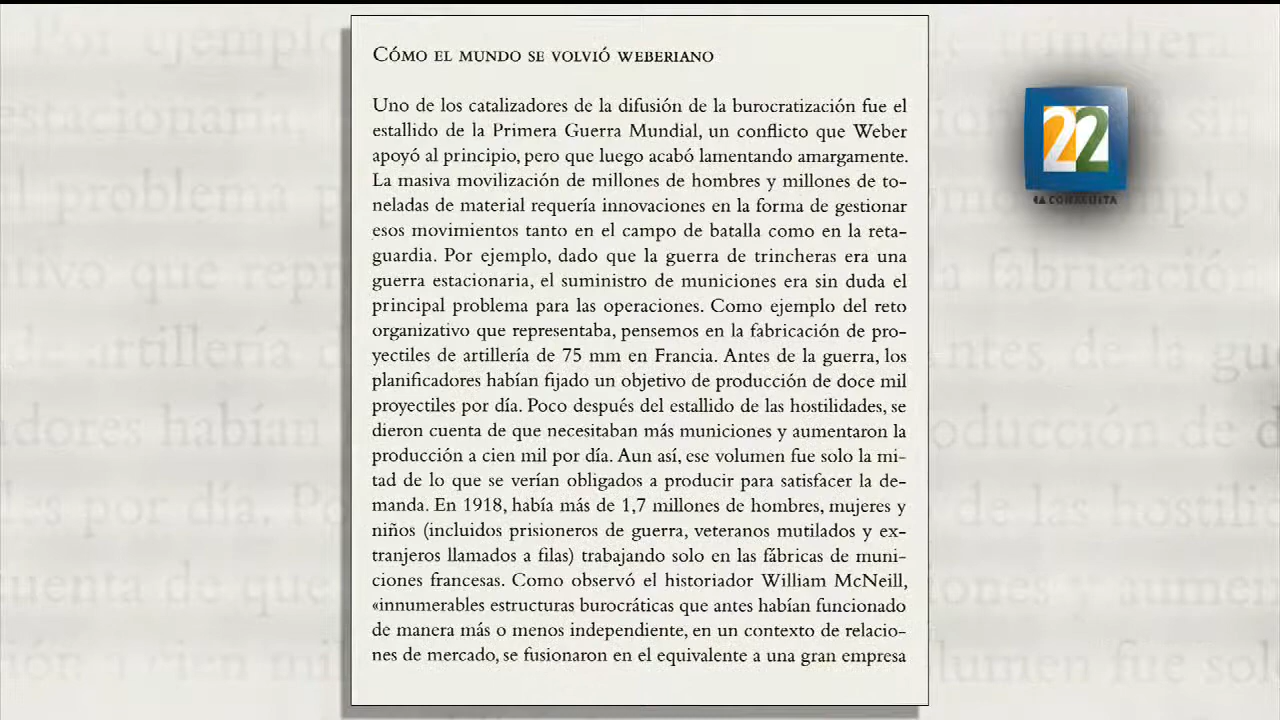 CÓMO EL MUNDO SE VOLVIÓ WEBERIANO
Uno de los catalizadores de la difusión de la burocratización fue el
estallido de la Primera Guerra Mundial, un conflicto que Weber
apoyó al principio, pero que luego acabó lamentando amargamente.
La masiva movilización de millones de hombres y millones de to-
neladas de material requería innovaciones en la forma de gestionar
esos movimientos tanto en el campo de batalla como en la reta-
guardia. Por ejemplo, dado que la guerra de trincheras era una
guerra estacionaria, el suministro de municiones era sin duda el
principal problema para las operaciones. Como ejemplo del reto
organizativo que representaba, pensemos en la fabricación de pro-
yectiles de artillería de 75 mm en Francia. Antes de la guerra, los
planificadores habían fijado un objetivo de producción de doce mil
proyectiles por día. Poco después del estallido de las hostilidades, se
dieron cuenta de que necesitaban más municiones y aumentaron la
producción a cien mil por día. Aun así, ese volumen fue solo la mi-
tad de lo que se verían obligados a producir para satisfacer la de-
manda. En 1918, había más de 1,7 millones de hombres, mujeres y
niños (incluidos prisioneros de guerra, veteranos mutilados y ex-
tranjeros llamados a filas) trabajando solo en las fábricas de muni-
ciones francesas. Como observó el historiador William McNeill,
«innumerables estructuras burocráticas que antes habían funcionado
de manera más o menos independiente, en un contexto de relacio-
nes de mercado, se fusionaron en el equivalente a una gran empresa
22